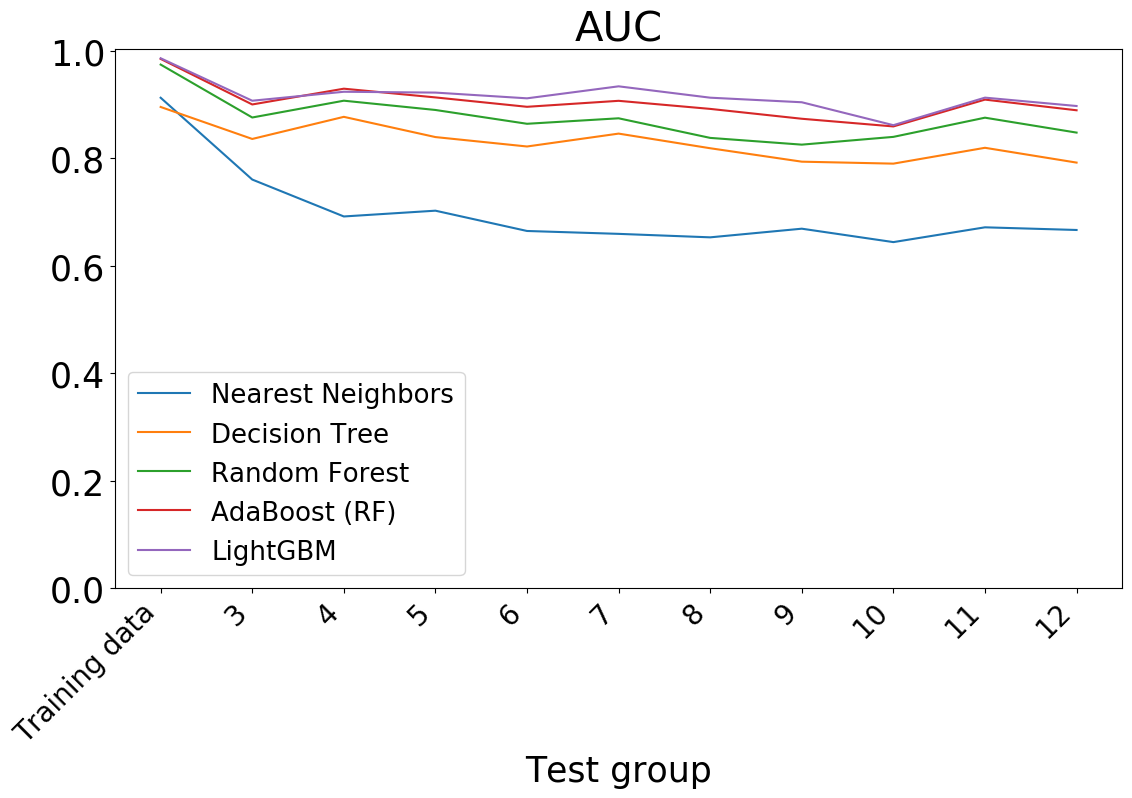 AUC
1.0
0.8
0.6
0.4
0.2
0.0
Nearest Neighbors
Decision Tree
Random Forest
AdaBoost (RF)
LightGBM
Training data
3
4
5
6
7
8
9
10
11
12
Test group